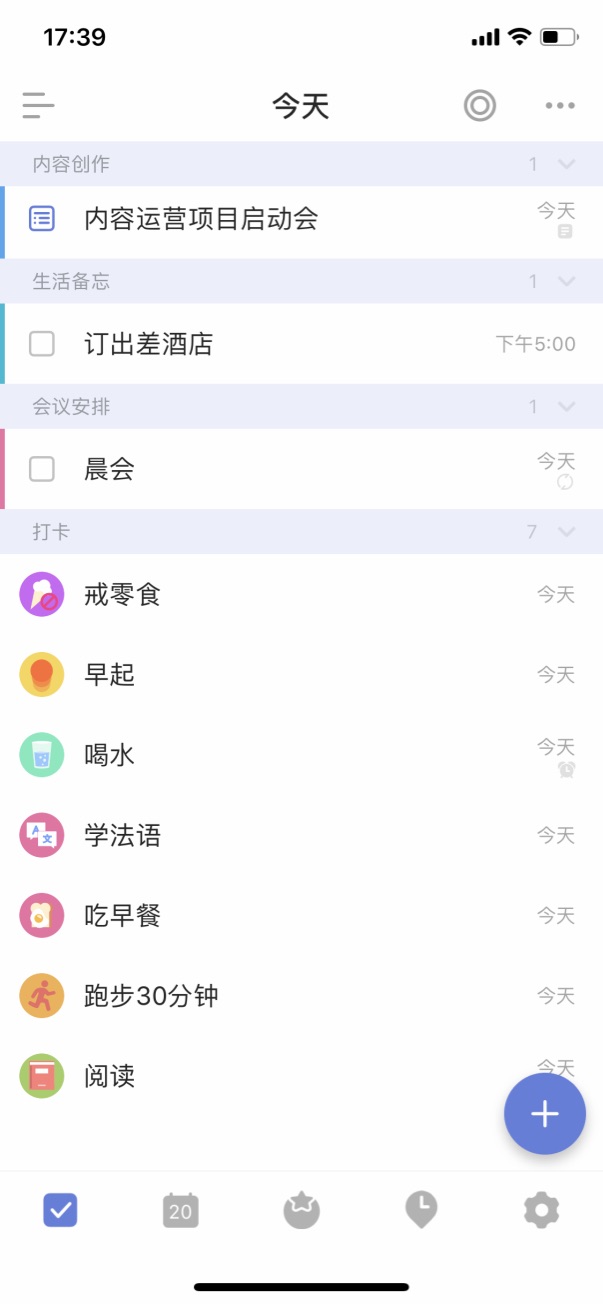 17:39
今天
内容创作 1
内容运营项目启动会 今天
生活备忘 1
订出差酒店 下午5:00
会议安排 1
晨会 今天
打卡 7
戒零食 今天
早起 今天
喝水 今天
A 文
学法语 今天
吃早餐 今天
跑步30分钟 今天
阅读 今天
20